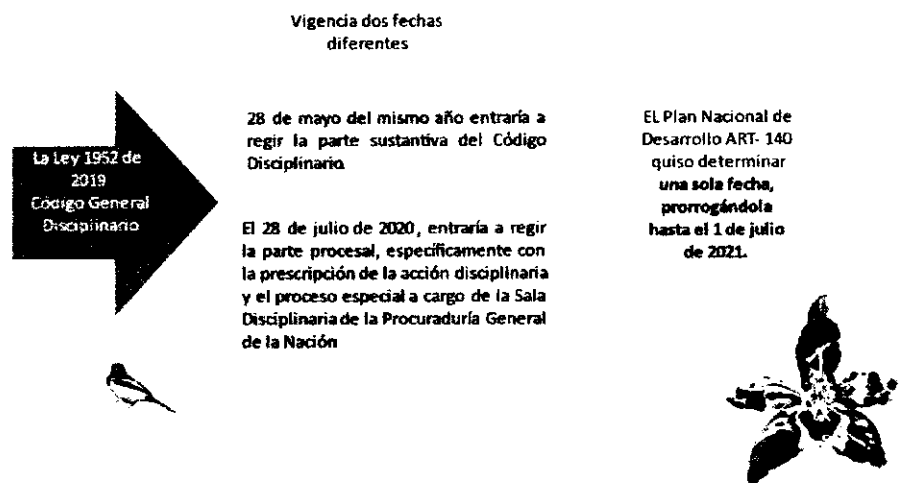 Vigencia dos fechas
diferentes
La Ley 1952 de
2019
Código General
Disciplinario
28 de mayo del mismo año entraría a
regir la parte sustantiva del Código
Disciplinario.
El 28 de julio de 2020, entraría a regir
la parte procesal, específicamente con
la prescripción de la acción disciplinaria
y el proceso especial a cargo de la Sala
Disciplinaria de la Procuraduría General
de la Nación
EL Plan Nacional de
Desarrollo ART- 140
quiso determinar
una sola fecha,
prorrogándola
hasta el 1 de julio
de 2021.